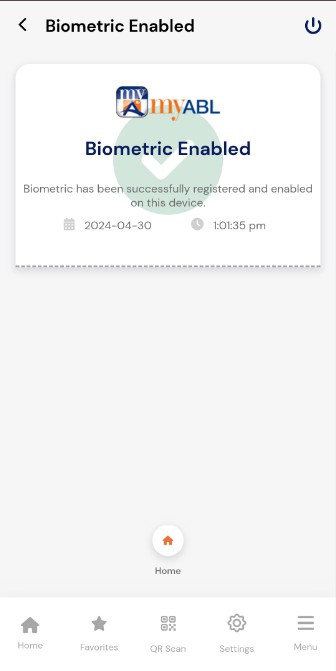 Biometric Enabled
my myABL
Biometric Enabled
Biometric has been successfully registered and enabled
on this device.
2024-04-30 1:01:35 pm
Home
Home Favorites QR Scan Settings Menu